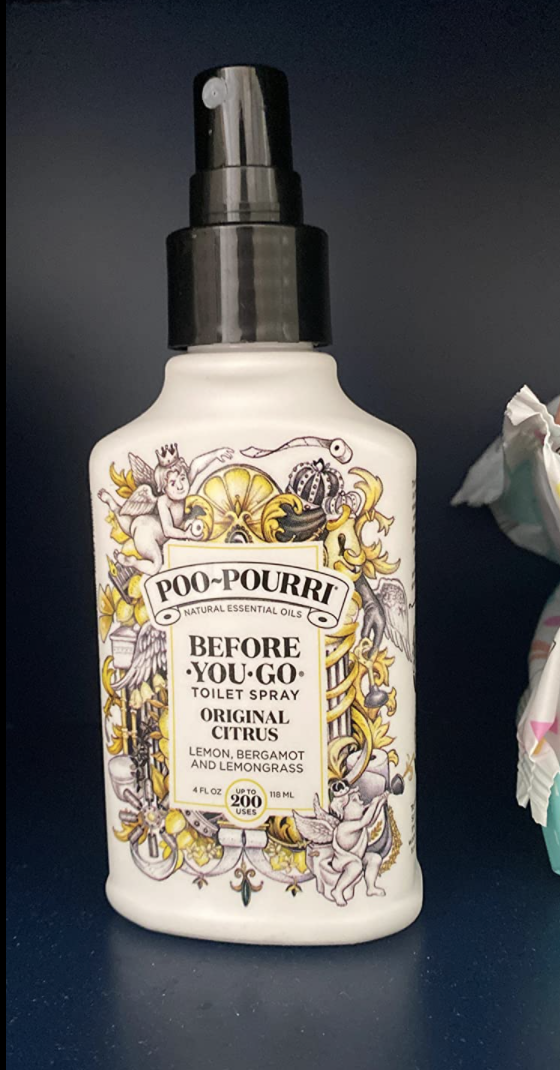 POO~POURRI
NATURAL ESSENTIAL OILS
BEFORE
·YOU·GO®
TOILET SPRAY
ORIGINAL
CITRUS
LEMON, BERGAMOT
AND LEMONGRASS
4 FL OZ UP TO 200 USES 118 ML